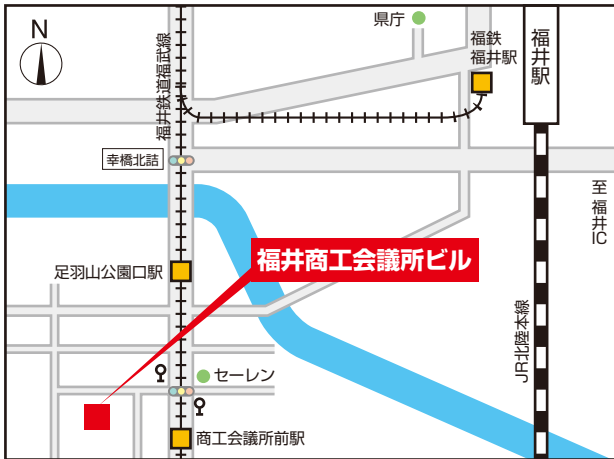 N
県庁
福鉄
福井駅
福井駅
福井鉄道福武線
幸橋北詰
至 福井IC
福井商工会議所ビル
足羽山公園口駅
JR北陸本線
セーレン
商工会議所前駅